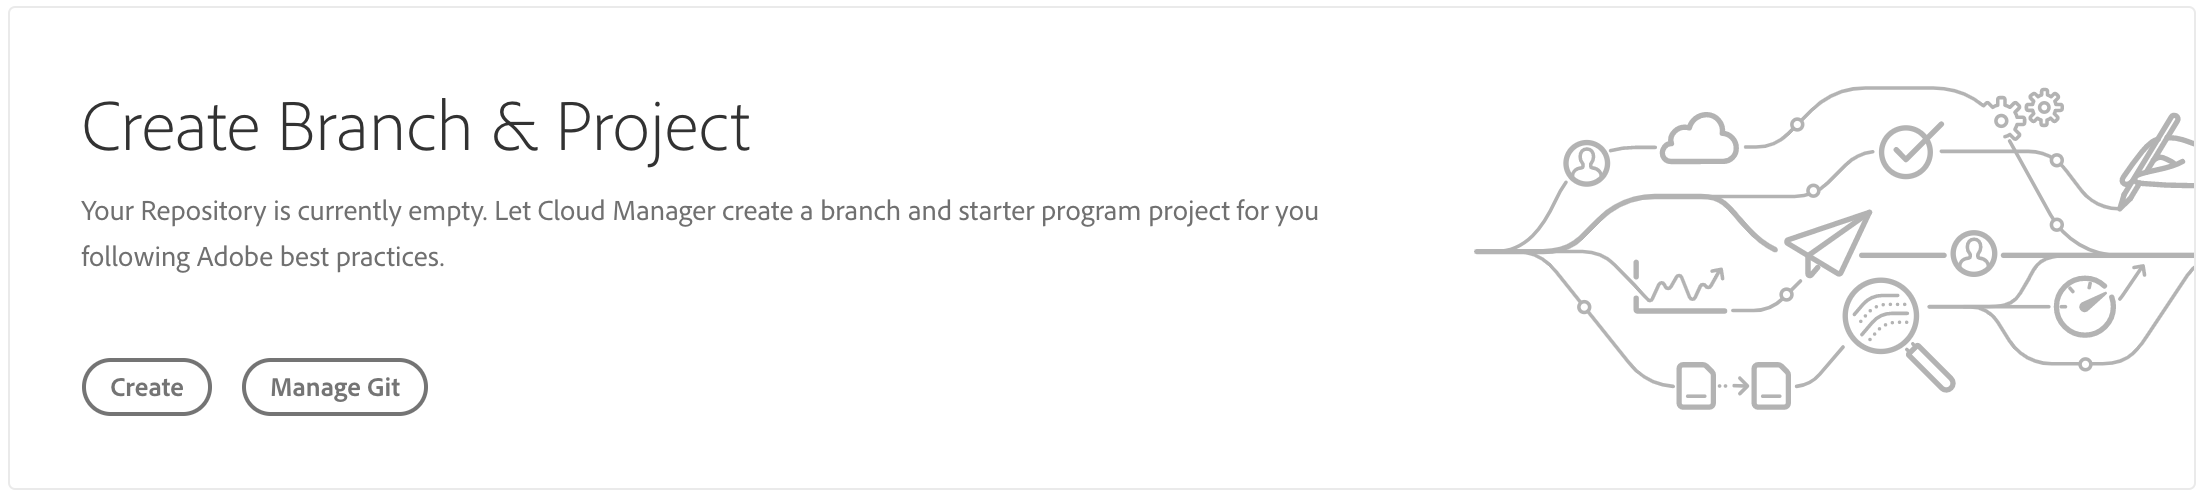 Create Branch & Project
Your Repository is currently empty. Let Cloud Manager create a branch and starter program project for you
following Adobe best practices.
Create
Manage Git